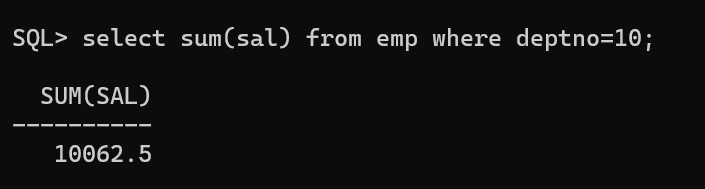 SQL> select sum(sal) from emp where deptno=10;
SUM(SAL)
----------
10062.5